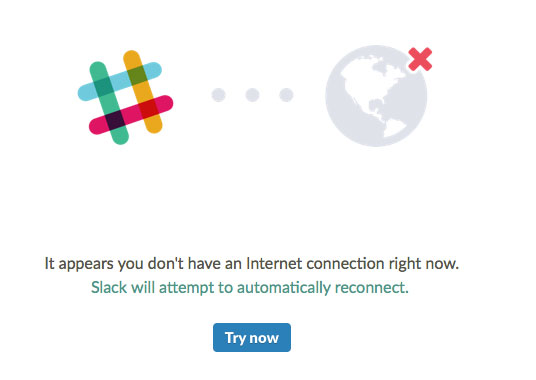 It appears you don't have an Internet connection right now.
Slack will attempt to automatically reconnect.
Try now